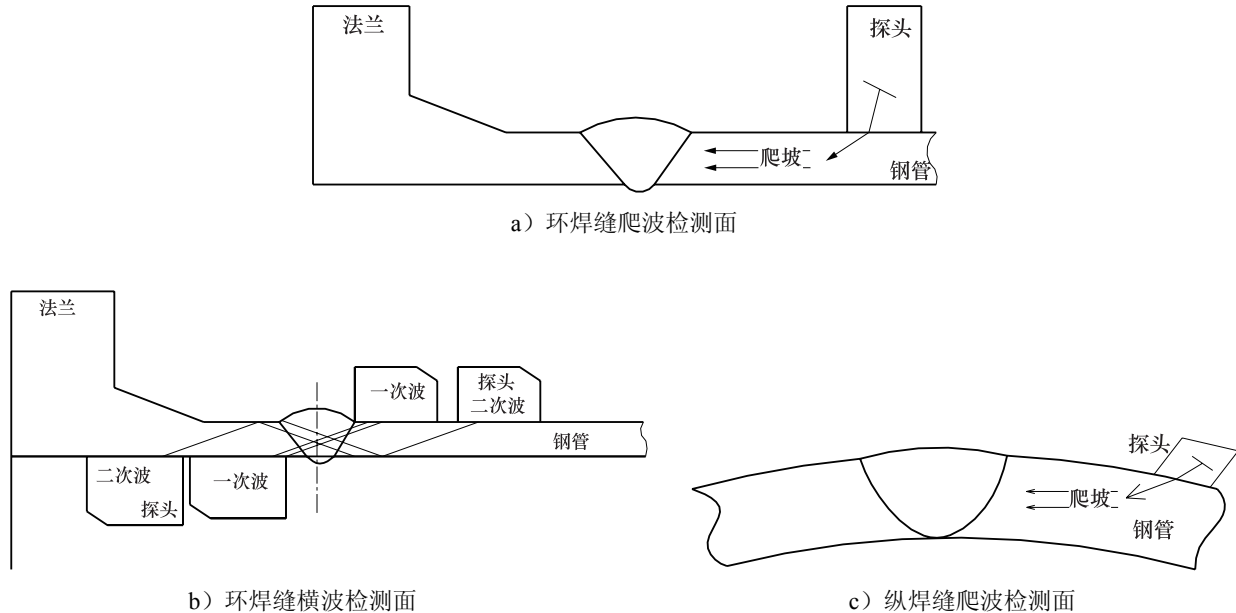 法兰
探头
爬坡
钢管
a）环焊缝爬波检测面
法兰
一次波
探头
二次波
钢管
二次波
探头
一次波
b）环焊缝横波检测面
探头
爬坡
钢管
c）纵焊缝爬波检测面